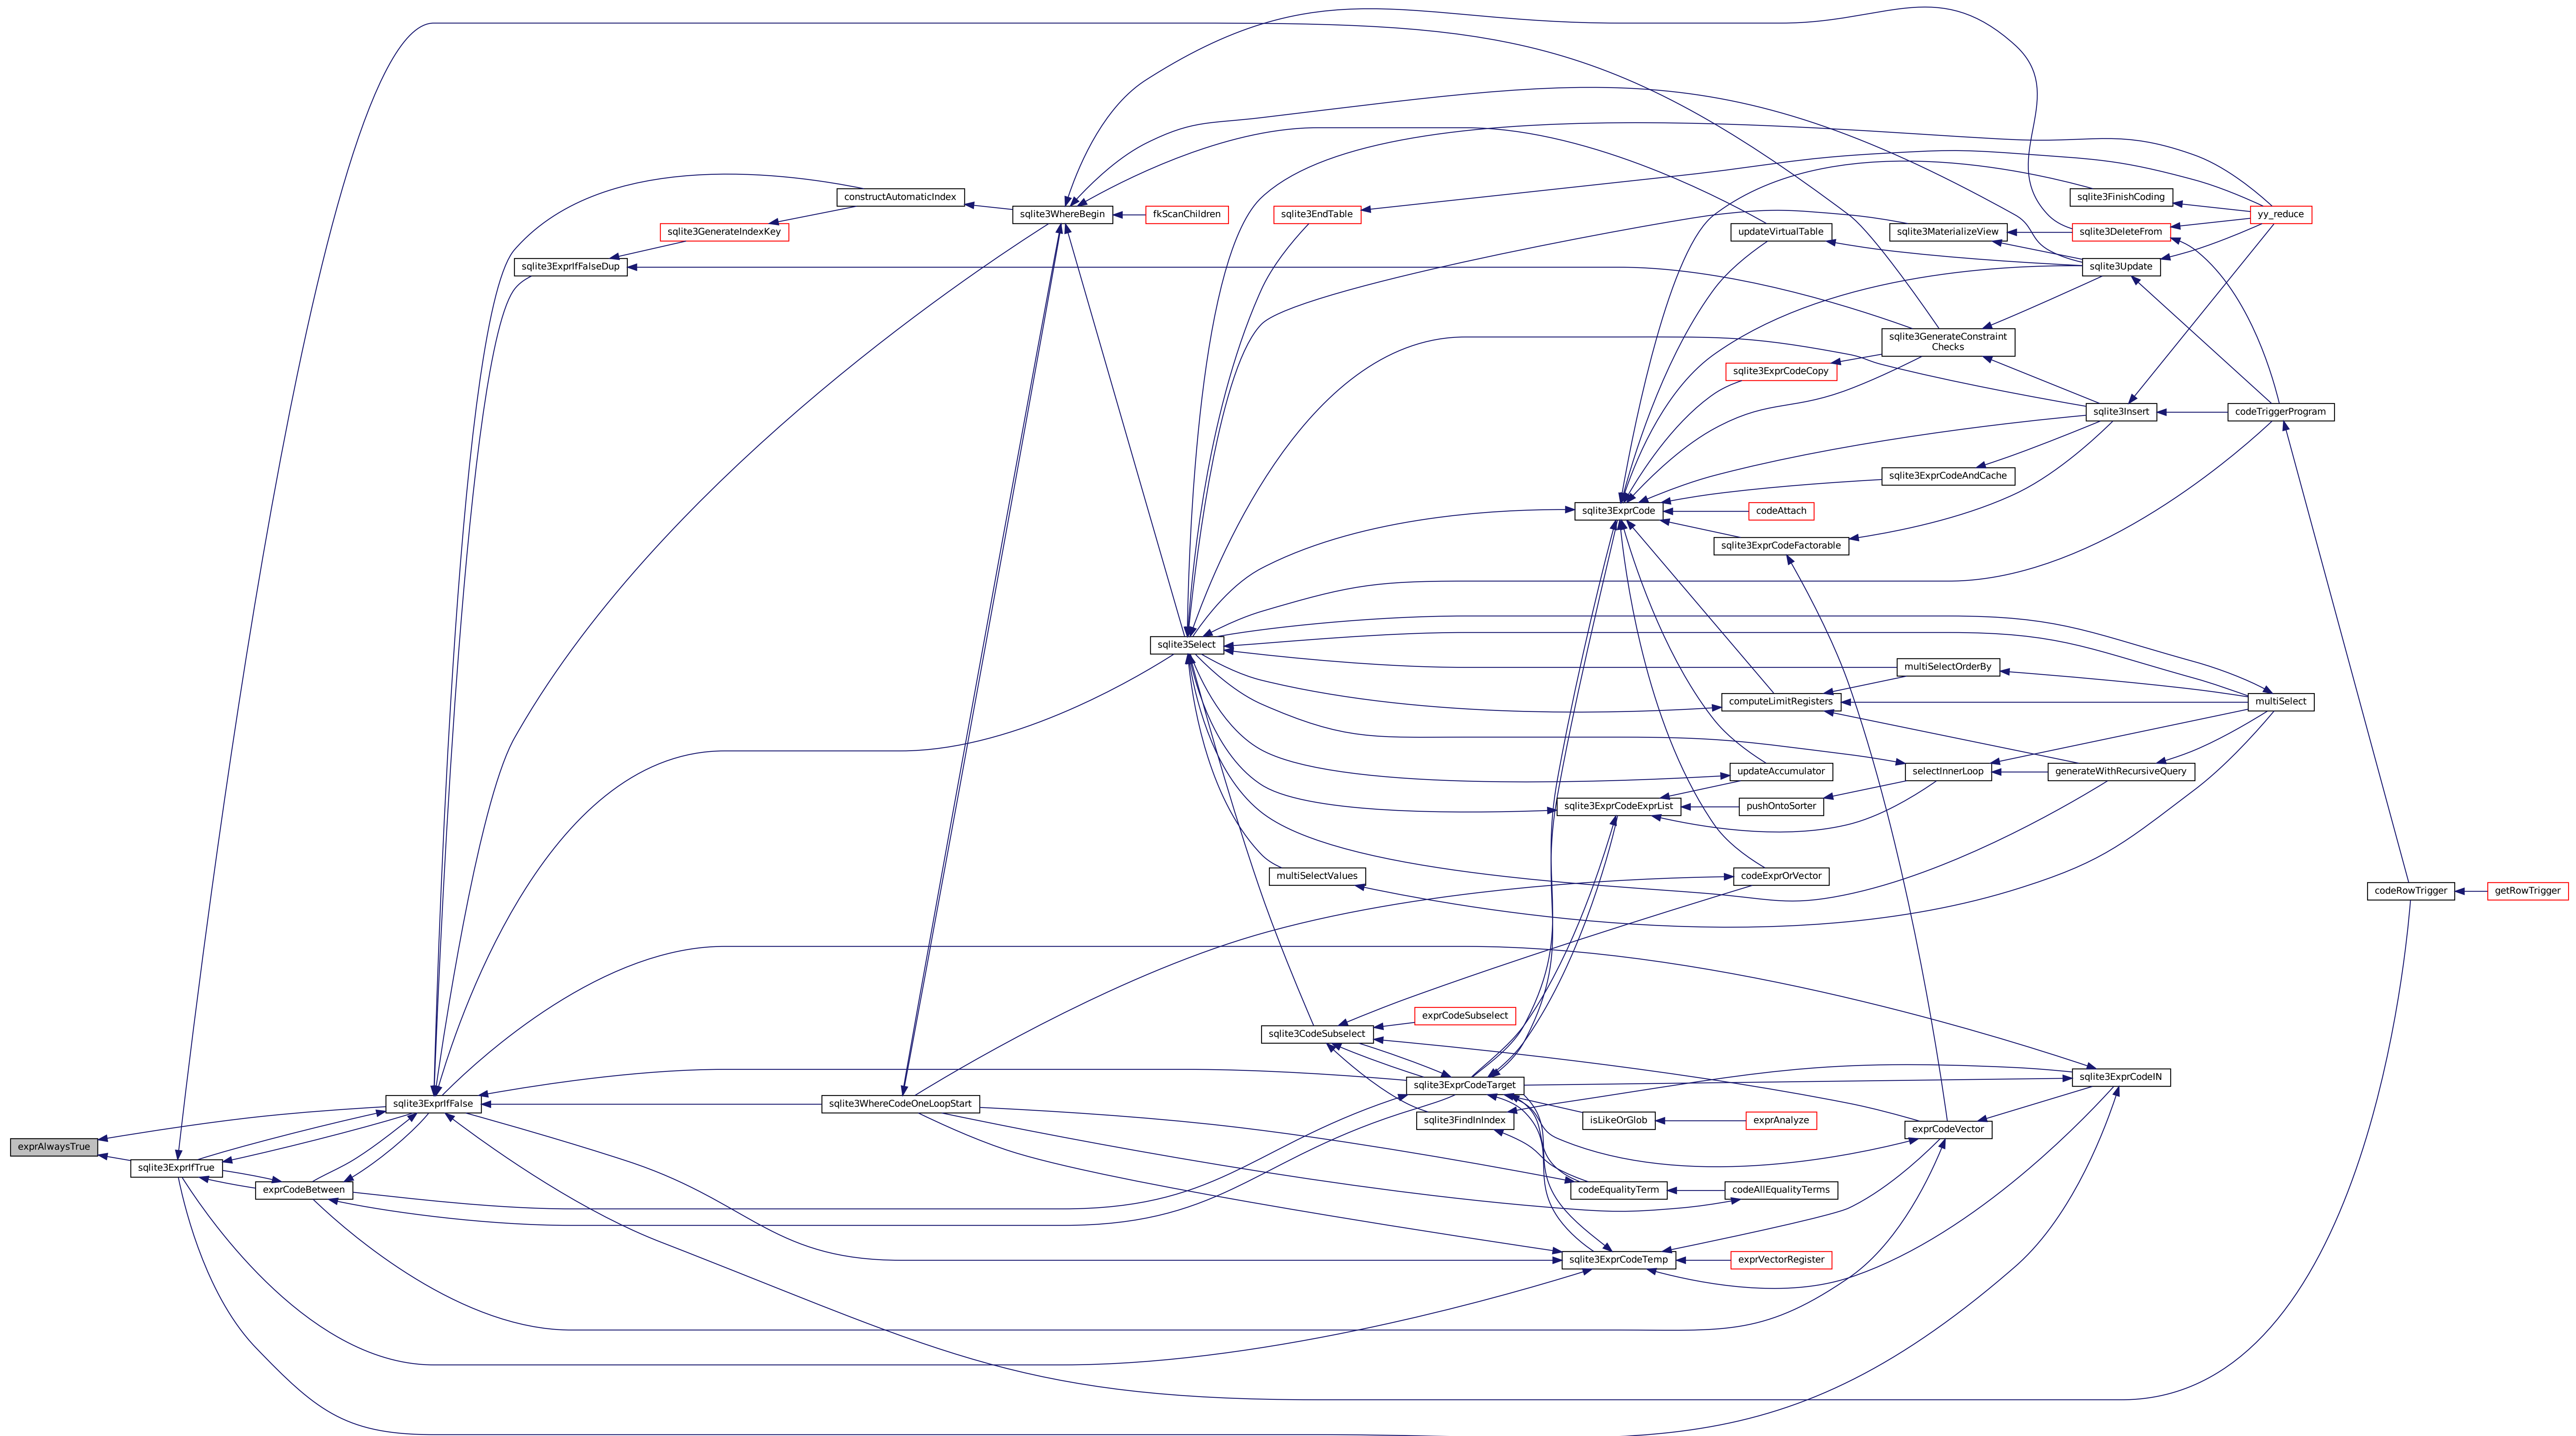 constructAutomaticIndex
sqlite3FinishCoding
sqlite3WhereBegin
fkScanChildren
sqlite3EndTable
yy_reduce
sqlite3GenerateIndexKey
updateVirtualTable
sqlite3MaterializeView
sqlite3DeleteFrom
sqlite3ExprIfFalseDup
sqlite3Update
sqlite3GenerateConstraint
Checks
sqlite3ExprCodeCopy
sqlite3Insert
codeTriggerProgram
sqlite3ExprCodeAndCache
sqlite3ExprCode
codeAttach
sqlite3ExprCodeFactorable
sqlite3Select
multiSelectOrderBy
computeLimitRegisters
multiSelect
updateAccumulator
selectInnerLoop
generateWithRecursiveQuery
sqlite3ExprCodeExprList
pushOntoSorter
multiSelectValues
codeExprOrVector
codeRowTrigger
getRowTrigger
exprCodeSubselect
sqlite3CodeSubselect
sqlite3ExprCodeTarget
sqlite3ExprCodeIN
sqlite3ExprIfFalse
sqlite3WhereCodeOneLoopStart
sqlite3FindInIndex
isLikeOrGlob
exprAnalyze
exprCodeVector
exprAlwaysTrue
sqlite3ExprIfTrue
exprCodeBetween
codeEqualityTerm
codeAllEqualityTerms
sqlite3ExprCodeTemp
exprVectorRegister